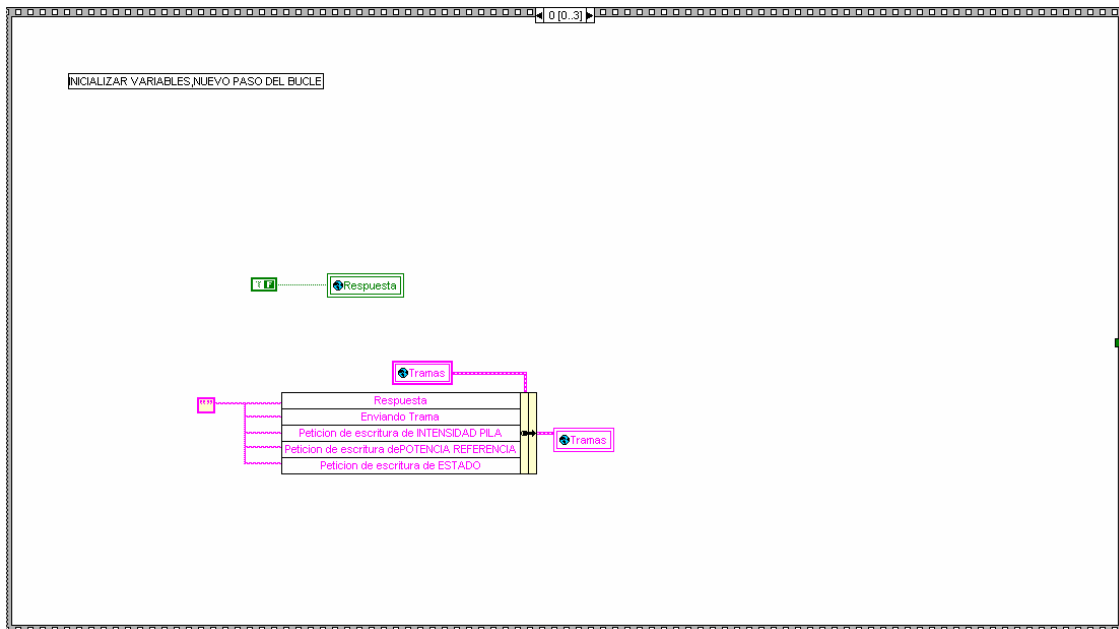 0 [0..3]
INICIALIZAR VARIABLES,NUEVO PASO DEL BUCLE
T F
Respuesta
Tramas
Respuesta
Enviando Trama
Peticion de escritura de INTENSIDAD PILA
Peticion de escritura dePOTENCIA REFERENCIA
Peticion de escritura de ESTADO
Tramas